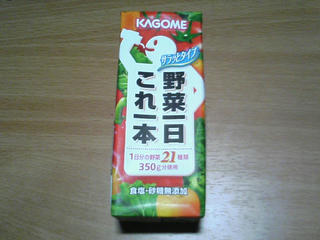 KAGOME
サラッとタイプ
野菜一日
これ一本
1日分の野菜21種類
350g分使用
食塩・砂糖無添加